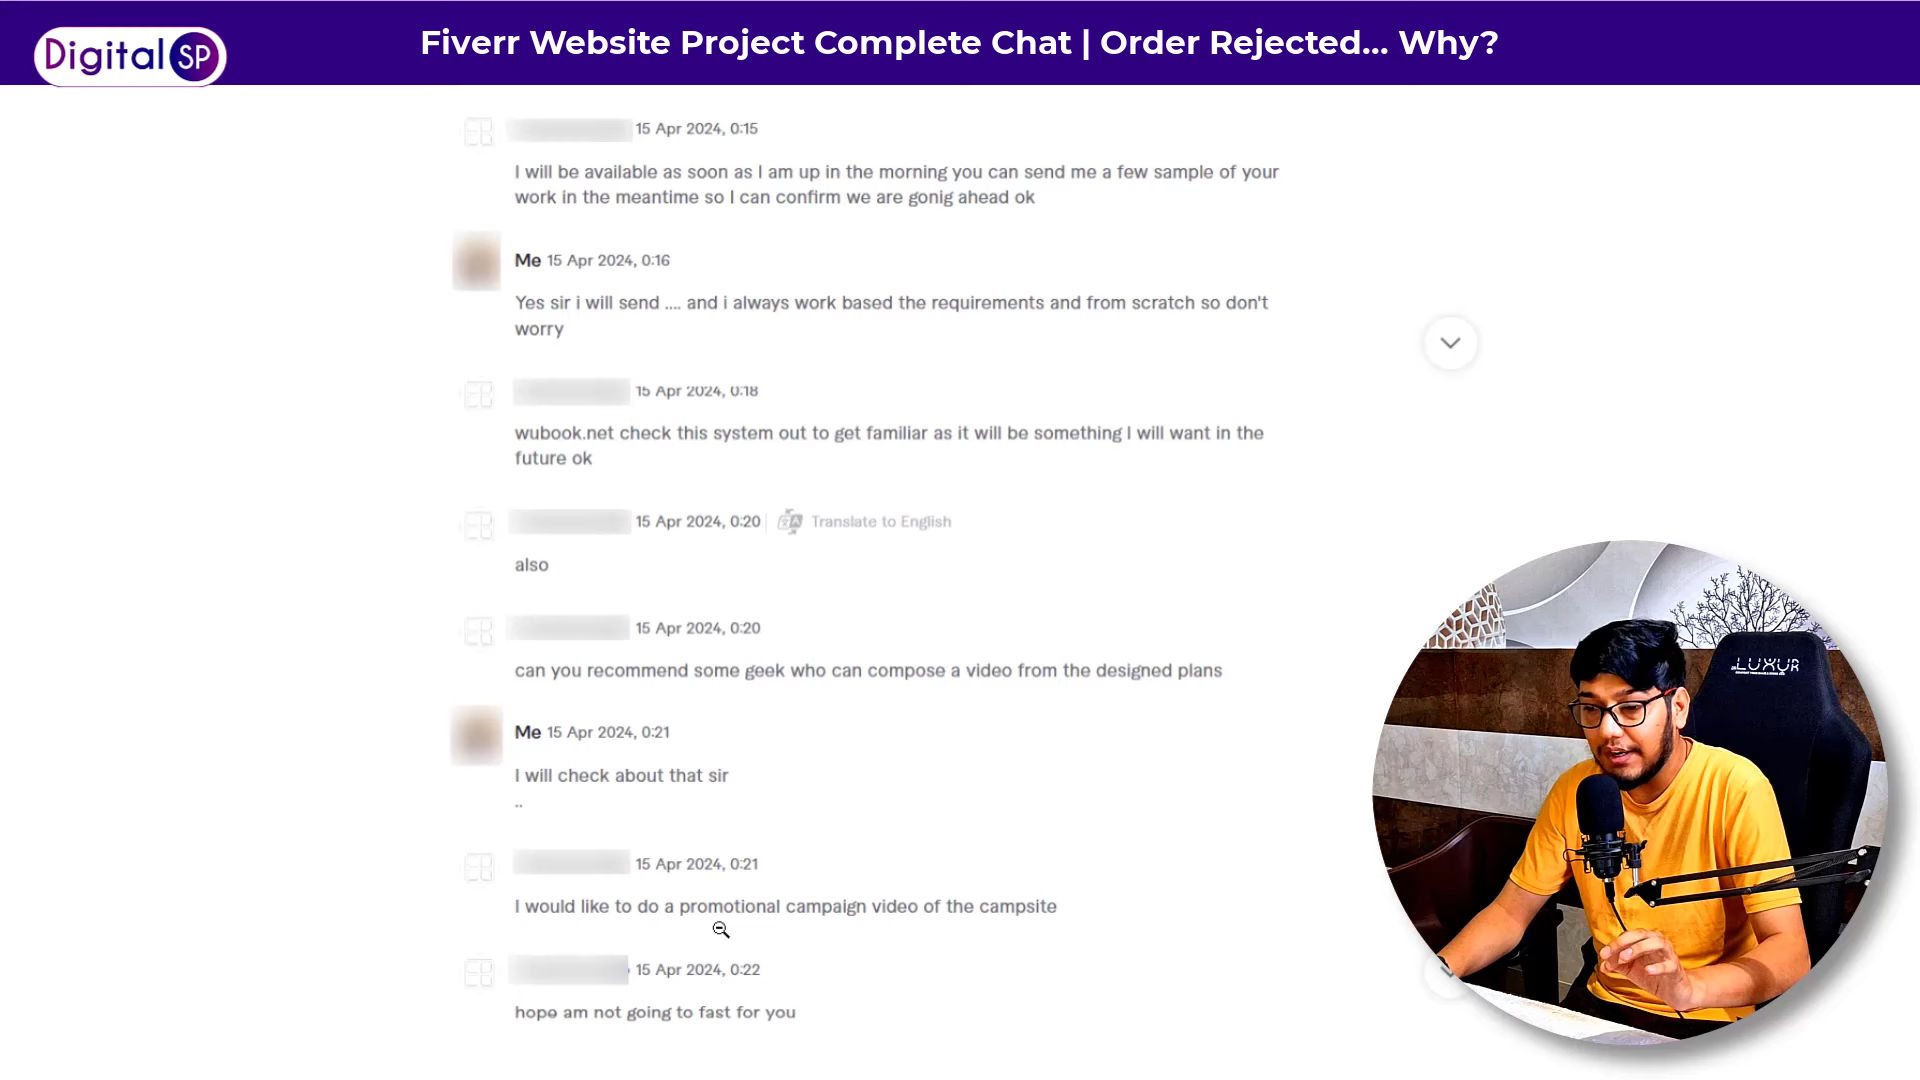 Digital SP
Fiverr Website Project Complete Chat | Order Rejected... Why?
15 Apr 2024, 0:15
I will be available as soon as I am up in the morning you can send me a few sample of your
work in the meantime so I can confirm we are gonig ahead ok
Me 15 Apr 2024, 0:16
Yes sir i will send .... and i always work based the requirements and from scratch so don't
worry
15 Apr 2024, 0:18
wubook.net check this system out to get familiar as it will be something I will want in the
future ok
15 Apr 2024, 0:20 | Translate to English
also
15 Apr 2024, 0:20
can you recommend some geek who can compose a video from the designed plans
Me 15 Apr 2024, 0:21
I will check about that sir
..
15 Apr 2024, 0:21
I would like to do a promotional campaign video of the campsite
15 Apr 2024, 0:22
hope am not going to fast for you
LUXUR